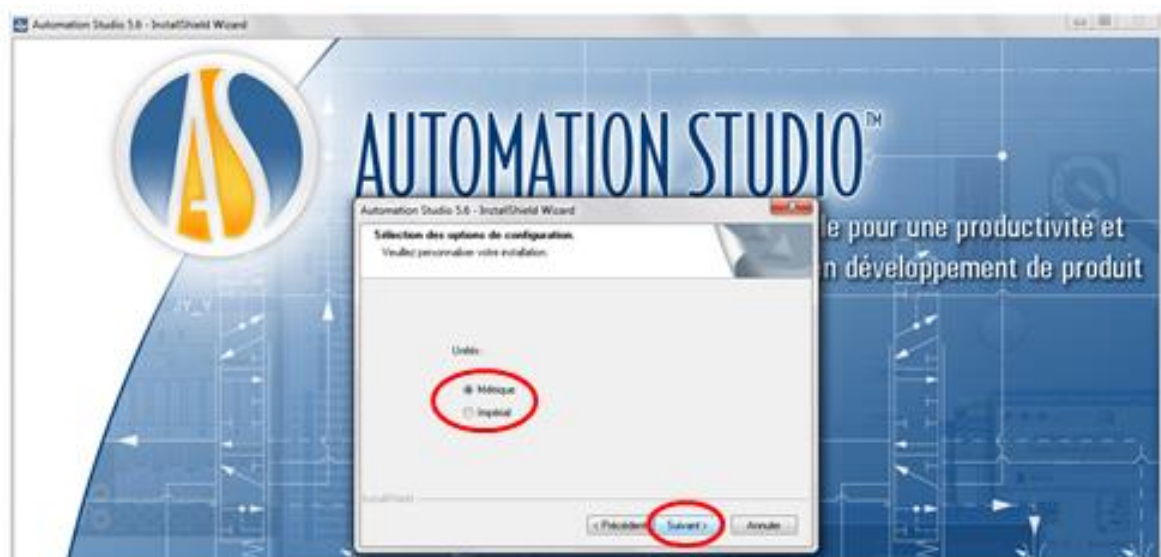 Automation Studio 5.6 - InstallShield Wizard
AS
AUTOMATION STUDIO™
le pour une productivité et
n développement de produit
Automation Studio 5.6 - InstallShield Wizard
Sélection des options de configuration.
Veuillez personnaliser votre installation.
Unités:
Métrique
Impérial
InstallShield
< Précédent
Suivant >
Annuler